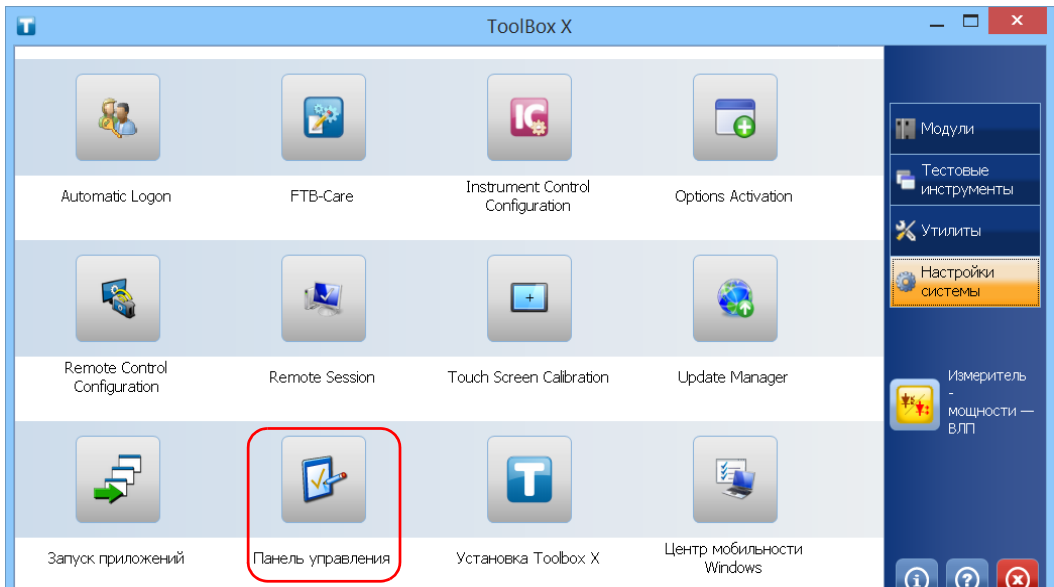 ToolBox X
Automatic Logon
FTB-Care
Instrument Control
Configuration
Options Activation
Remote Control
Configuration
Remote Session
Touch Screen Calibration
Update Manager
Запуск приложений
Панель управления
Установка Toolbox X
Центр мобильности
Windows
Модули
Тестовые
инструменты
Утилиты
Настройки
системы
Измеритель
-
мощности —
ВЛП